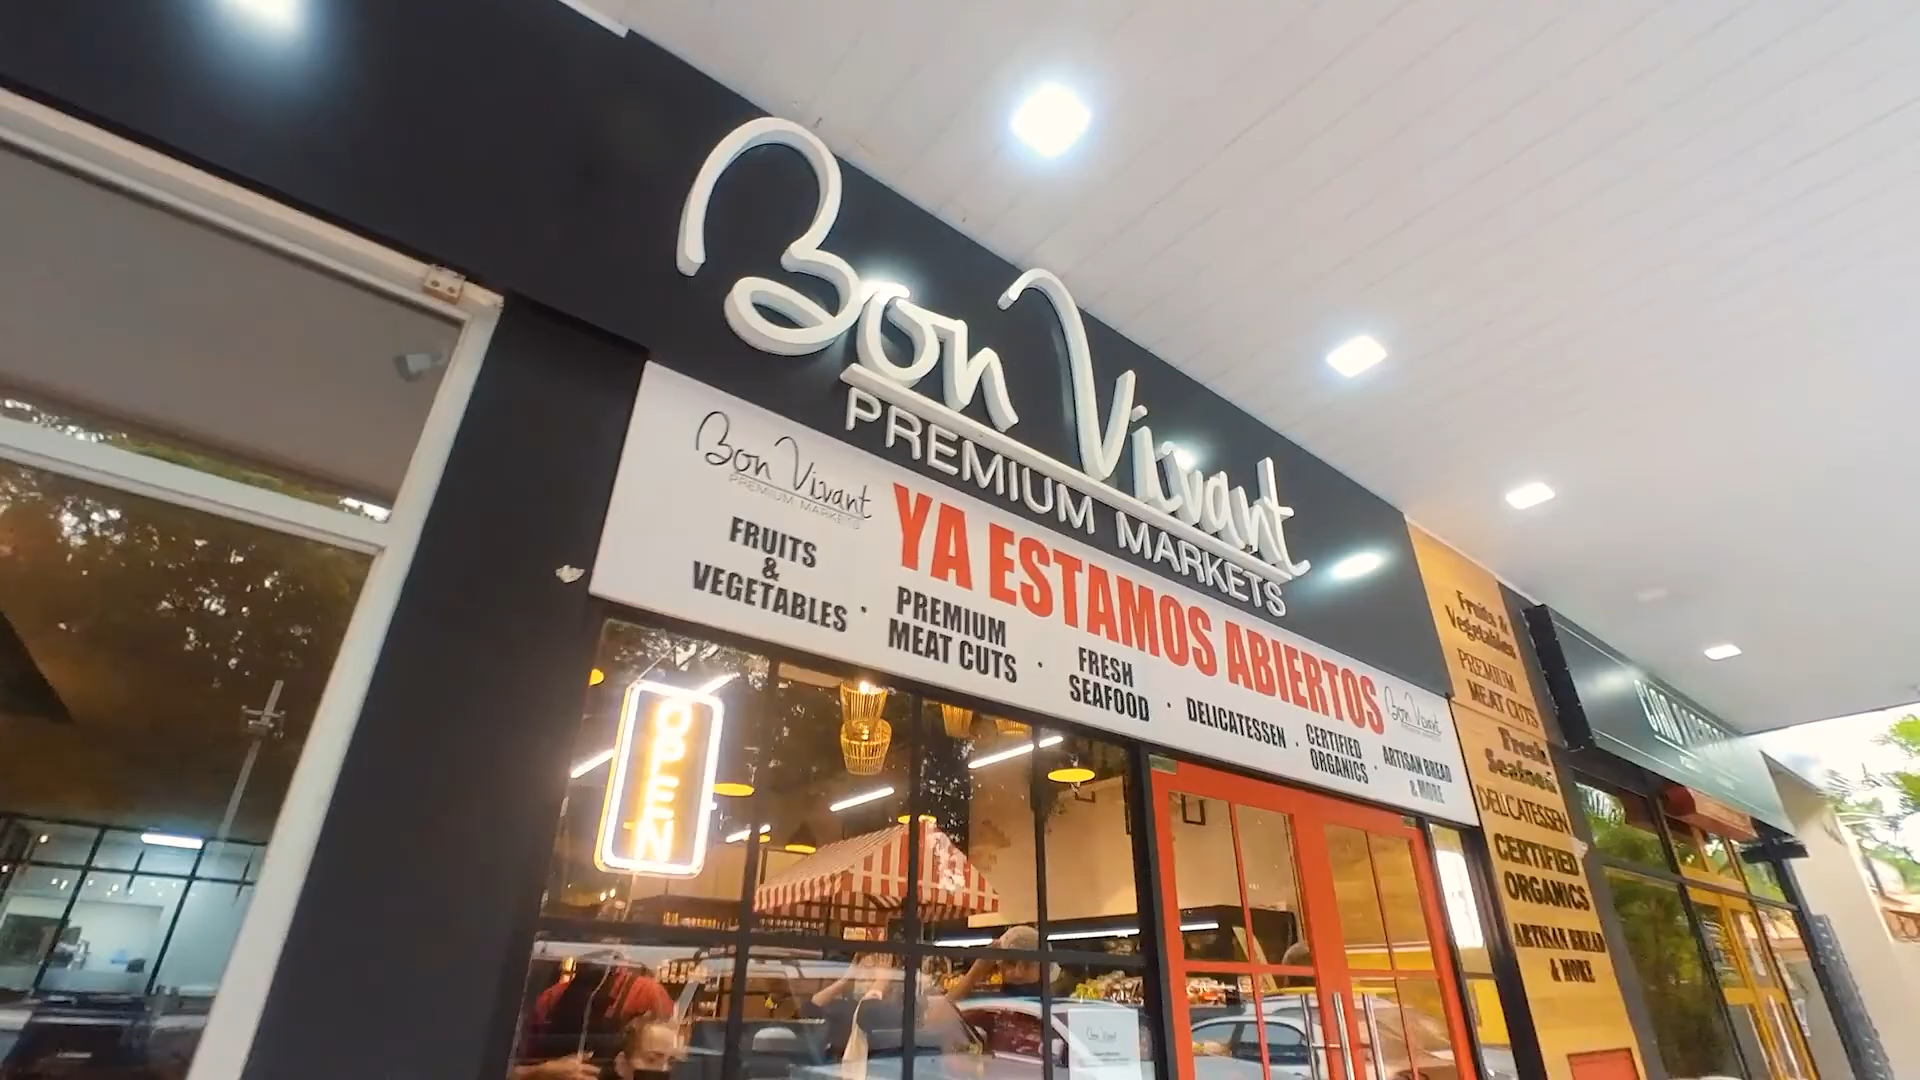 Bon Vivant
PREMIUM MARKETS
Bon Vivant
PREMIUM MARKETS
YA ESTAMOS ABIERTOS
Bon Vivant
FRUITS
&
VEGETABLES
·
PREMIUM
MEAT CUTS
·
FRESH
SEAFOOD
·
DELICATESSEN
·
CERTIFIED
ORGANICS
·
ARTISAN BREAD
& MORE
OPEN
Fruits &
Vegetables
PREMIUM
MEAT CUTS
Fresh
Seafood
DELICATESSEN
CERTIFIED
ORGANICS
ARTISAN BREAD
& MORE
Bon Vivant